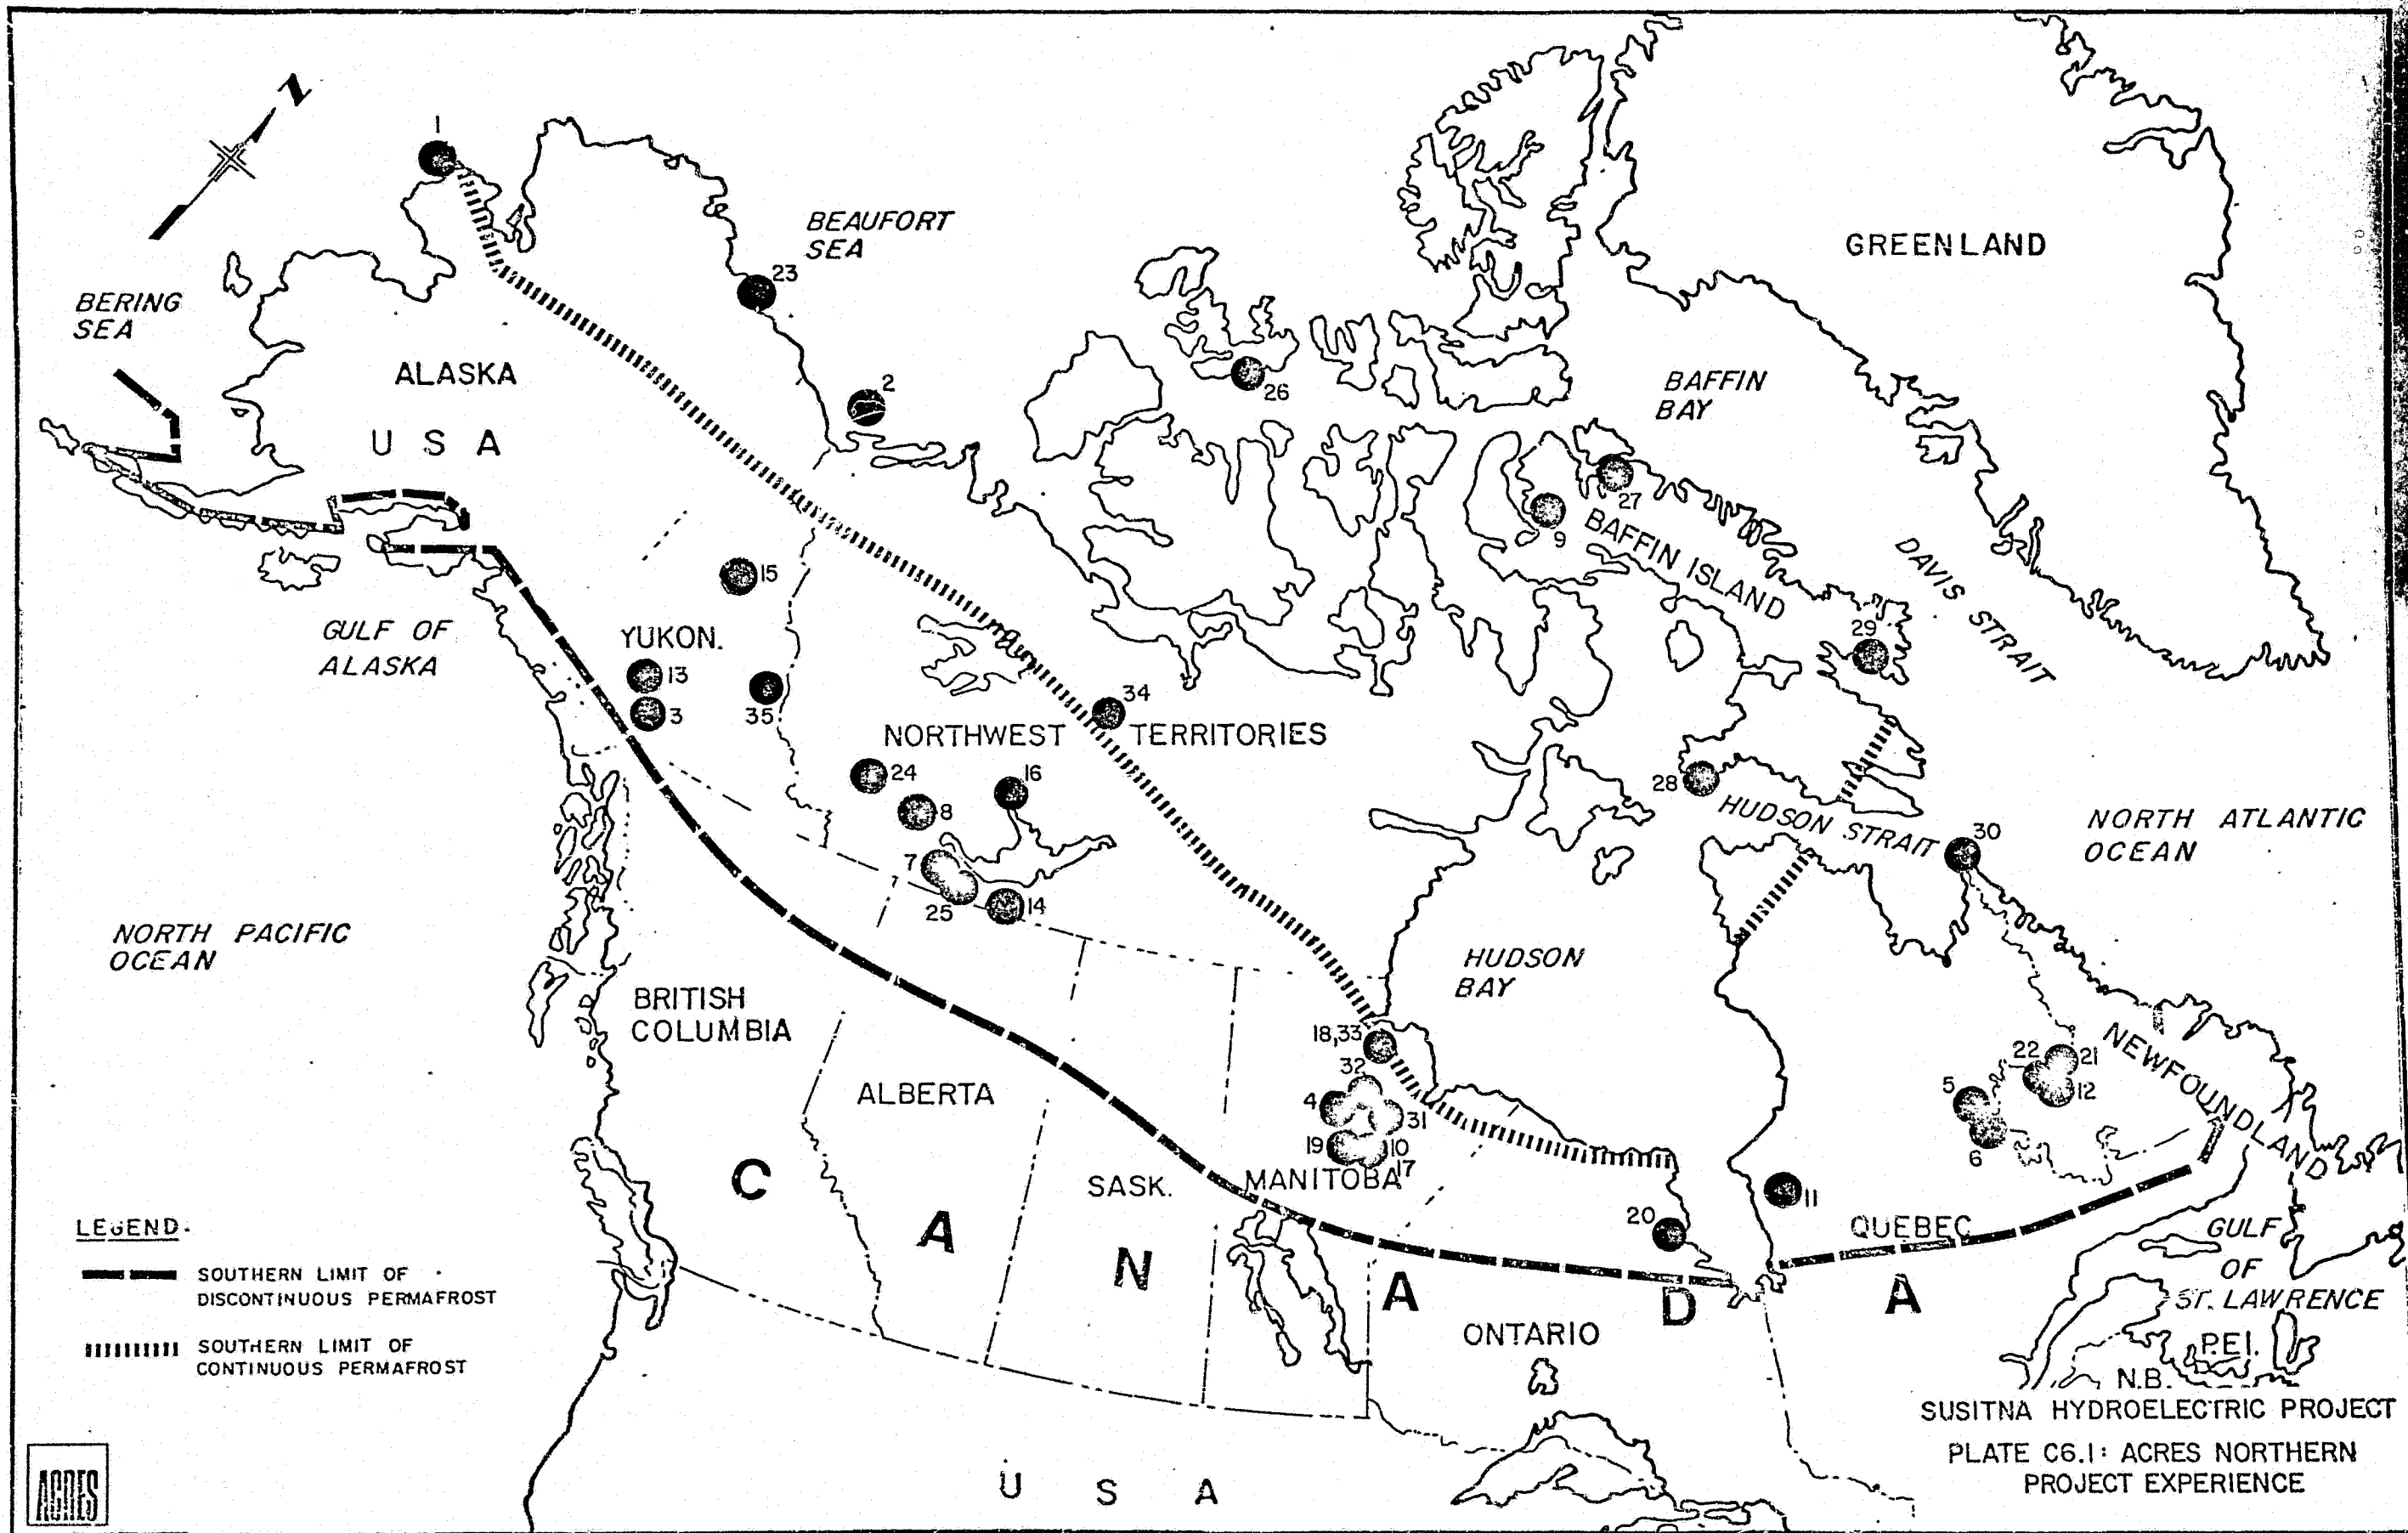 N
1
BEAUFORT
SEA
GREENLAND
23
BERING
SEA
ALASKA
U S A
2
26
BAFFIN
BAY
27
9
BAFFIN ISLAND
DAVIS STRAIT
15
GULF OF
ALASKA
YUKON.
13
3
35
29
34
NORTHWEST TERRITORIES
24
16
8
28
HUDSON STRAIT
30
NORTH ATLANTIC
OCEAN
7
25
14
NORTH PACIFIC
OCEAN
HUDSON
BAY
BRITISH
COLUMBIA
18,33
32
4
31
19
10
17
ALBERTA
SASK.
MANITOBA
22
21
12
5
6
NEWFOUNDLAND
20
11
QUEBEC
C A N A D A
GULF
OF
ST. LAWRENCE
P.E.I.
N.B.
ONTARIO
U S A
LEGEND.
SOUTHERN LIMIT OF
DISCONTINUOUS PERMAFROST
SOUTHERN LIMIT OF
CONTINUOUS PERMAFROST
ACRES
SUSITNA HYDROELECTRIC PROJECT
PLATE C6.1: ACRES NORTHERN
PROJECT EXPERIENCE